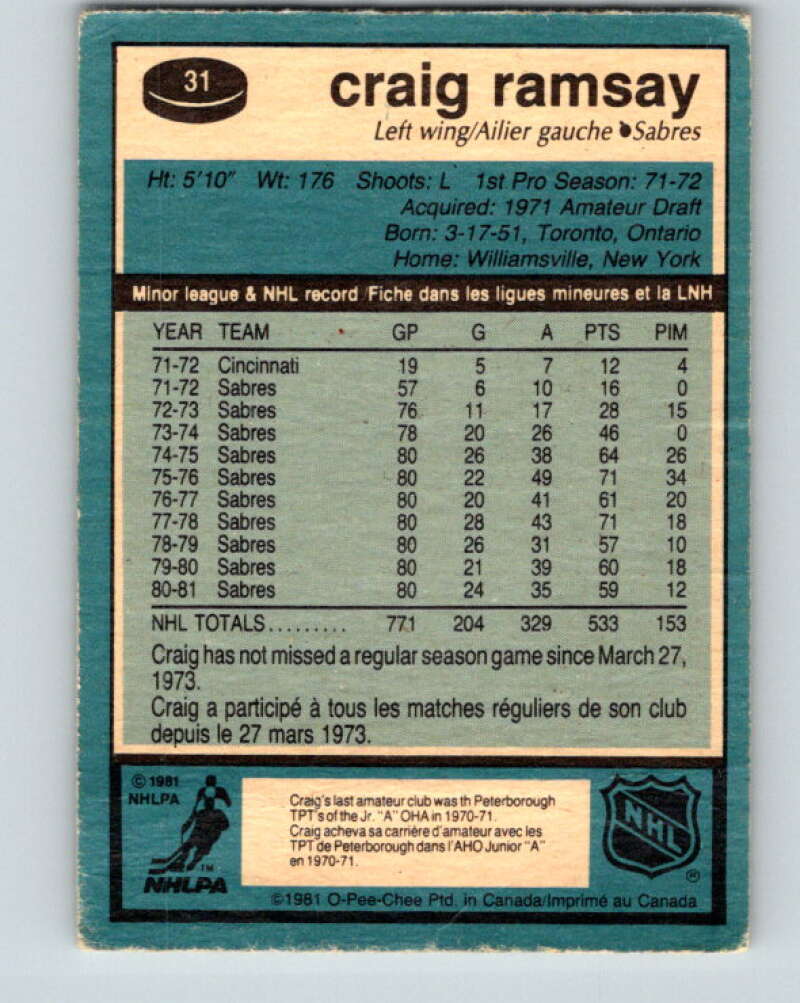 31
craig ramsay
Left wing/Ailier gauche Sabres
Ht: 5'10" Wt: 176 Shoots: L 1st Pro Season: 71-72
Acquired: 1971 Amateur Draft
Born: 3-17-51, Toronto, Ontario
Home: Williamsville, New York
Minor league & NHL record/Fiche dans les ligues mineures et la LNH
YEAR TEAM GP G A PTS PIM
71-72 Cincinnati 19 5 7 12 4
71-72 Sabres 57 6 10 16 0
72-73 Sabres 76 11 17 28 15
73-74 Sabres 78 20 26 46 0
74-75 Sabres 80 26 38 64 26
75-76 Sabres 80 22 49 71 34
76-77 Sabres 80 20 41 61 20
77-78 Sabres 80 28 43 71 18
78-79 Sabres 80 26 31 57 10
79-80 Sabres 80 21 39 60 18
80-81 Sabres 80 24 35 59 12
NHL TOTALS......... 771 204 329 533 153
Craig has not missed a regular season game since March 27,
1973.
Craig a participé à tous les matches réguliers de son club
depuis le 27 mars 1973.
© 1981
NHLPA
TM
NHLPA
Craig's last amateur club was th Peterborough
TPT's of the Jr. "A" OHA in 1970-71.
Craig acheva sa carrière d'amateur avec les
TPT de Peterborough dans l'AHO Junior "A"
en 1970-71.
NHL
®
©1981 O-Pee-Chee Ptd. in Canada/Imprimé au Canada